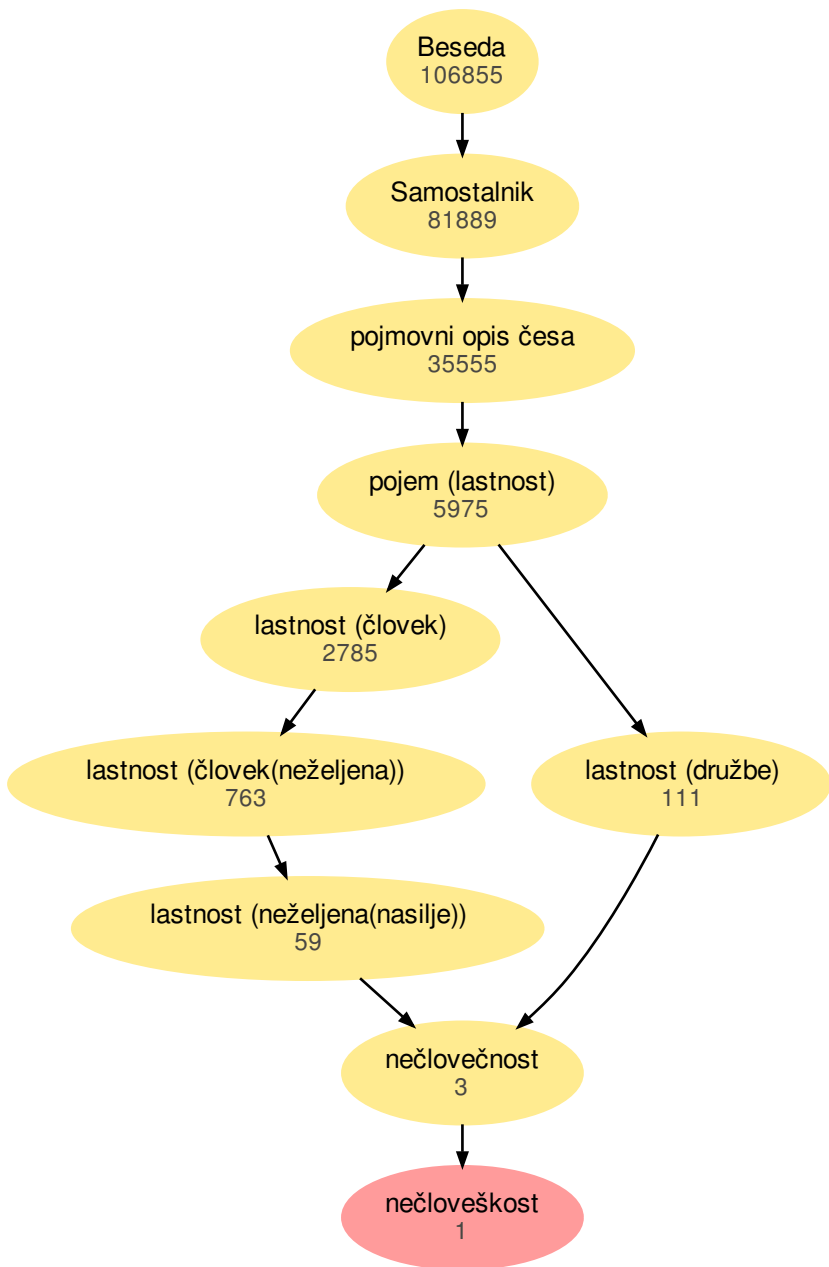 Beseda
106855
Samostalnik
81889
pojmovni opis česa
35555
pojem (lastnost)
5975
lastnost (človek)
2785
lastnost (človek(neželjena))
763
lastnost (družbe)
111
lastnost (neželjena(nasilje))
59
nečlovečnost
3
nečloveškost
1